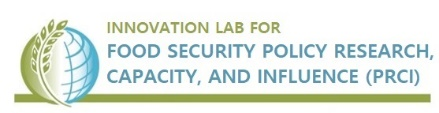 INNOVATION LAB FOR
FOOD SECURITY POLICY RESEARCH,
CAPACITY, AND INFLUENCE (PRCI)